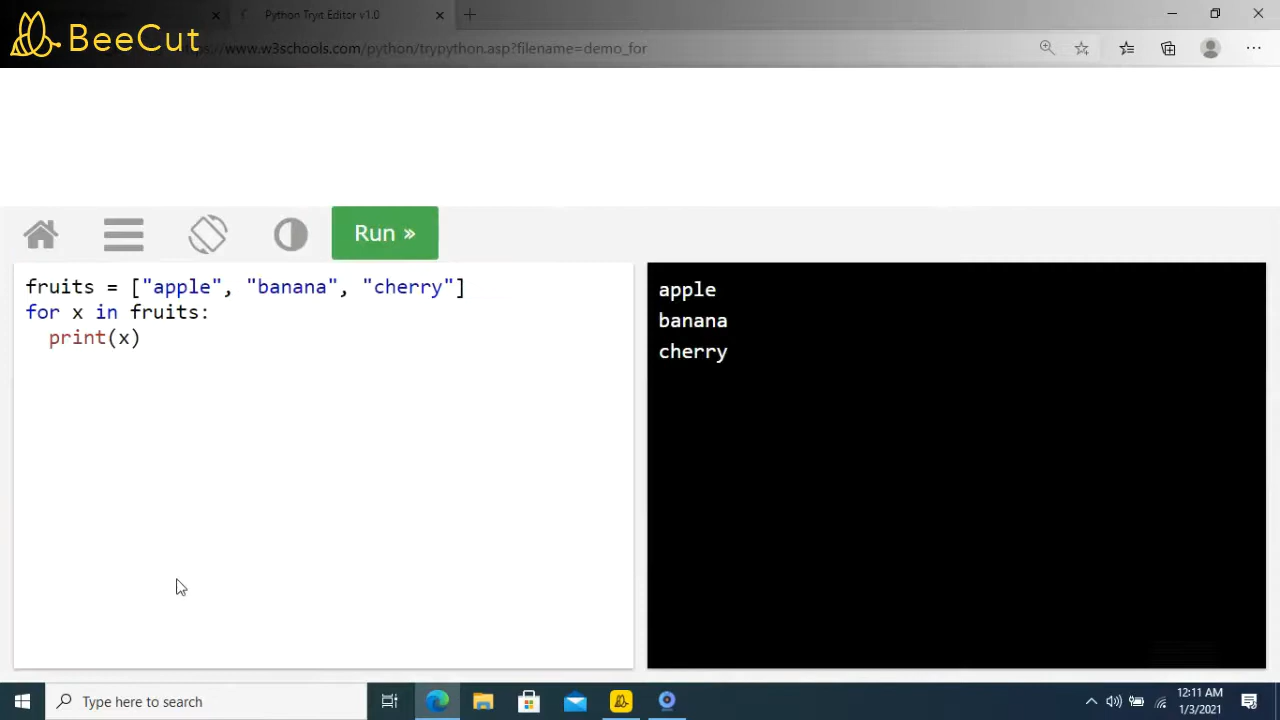 Python Tryit Editor v1.0
BeeCut
www.w3schools.com/python/trypython.asp?filename=demo_for
Run »
fruits = ["apple", "banana", "cherry"]
for x in fruits:
  print(x)
apple
banana
cherry
Type here to search
12:11 AM
1/3/2021